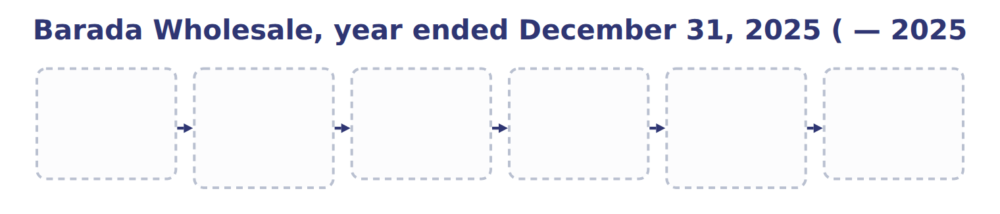 Barada Wholesale, year ended December 31, 2025 ( — 2025